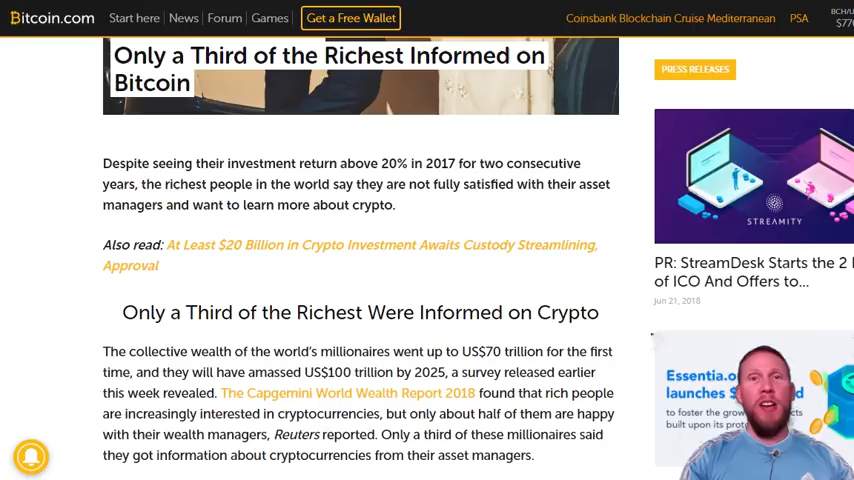 Bitcoin.com Start here News Forum Games Get a Free Wallet Coinsbank Blockchain Cruise Mediterranean PSA BCH/U
$770
Only a Third of the Richest Informed on
Bitcoin
Despite seeing their investment return above 20% in 2017 for two consecutive
years, the richest people in the world say they are not fully satisfied with their asset
managers and want to learn more about crypto.
Also read: At Least $20 Billion in Crypto Investment Awaits Custody Streamlining,
Approval
Only a Third of the Richest Were Informed on Crypto
The collective wealth of the world's millionaires went up to US$70 trillion for the first
time, and they will have amassed US$100 trillion by 2025, a survey released earlier
this week revealed. The Capgemini World Wealth Report 2018 found that rich people
are increasingly interested in cryptocurrencies, but only about half of them are happy
with their wealth managers, Reuters reported. Only a third of these millionaires said
they got information about cryptocurrencies from their asset managers.
PRESS RELEASES
STREAMITY
PR: StreamDesk Starts the 2
of ICO And Offers to...
Jun 21, 2018
Essentia.o
launches $
to foster the grow
built upon its prot